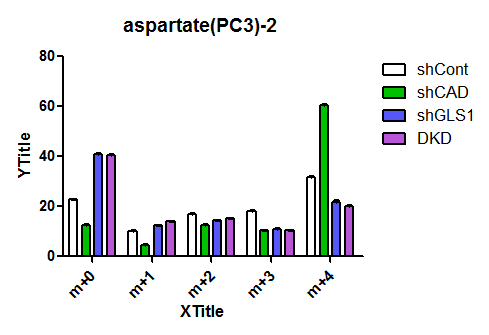 aspartate(PC3)-2
80
60
40
20
0
YTitle
m+0
m+1
m+2
m+3
m+4
XTitle
shCont
shCAD
shGLS1
DKD